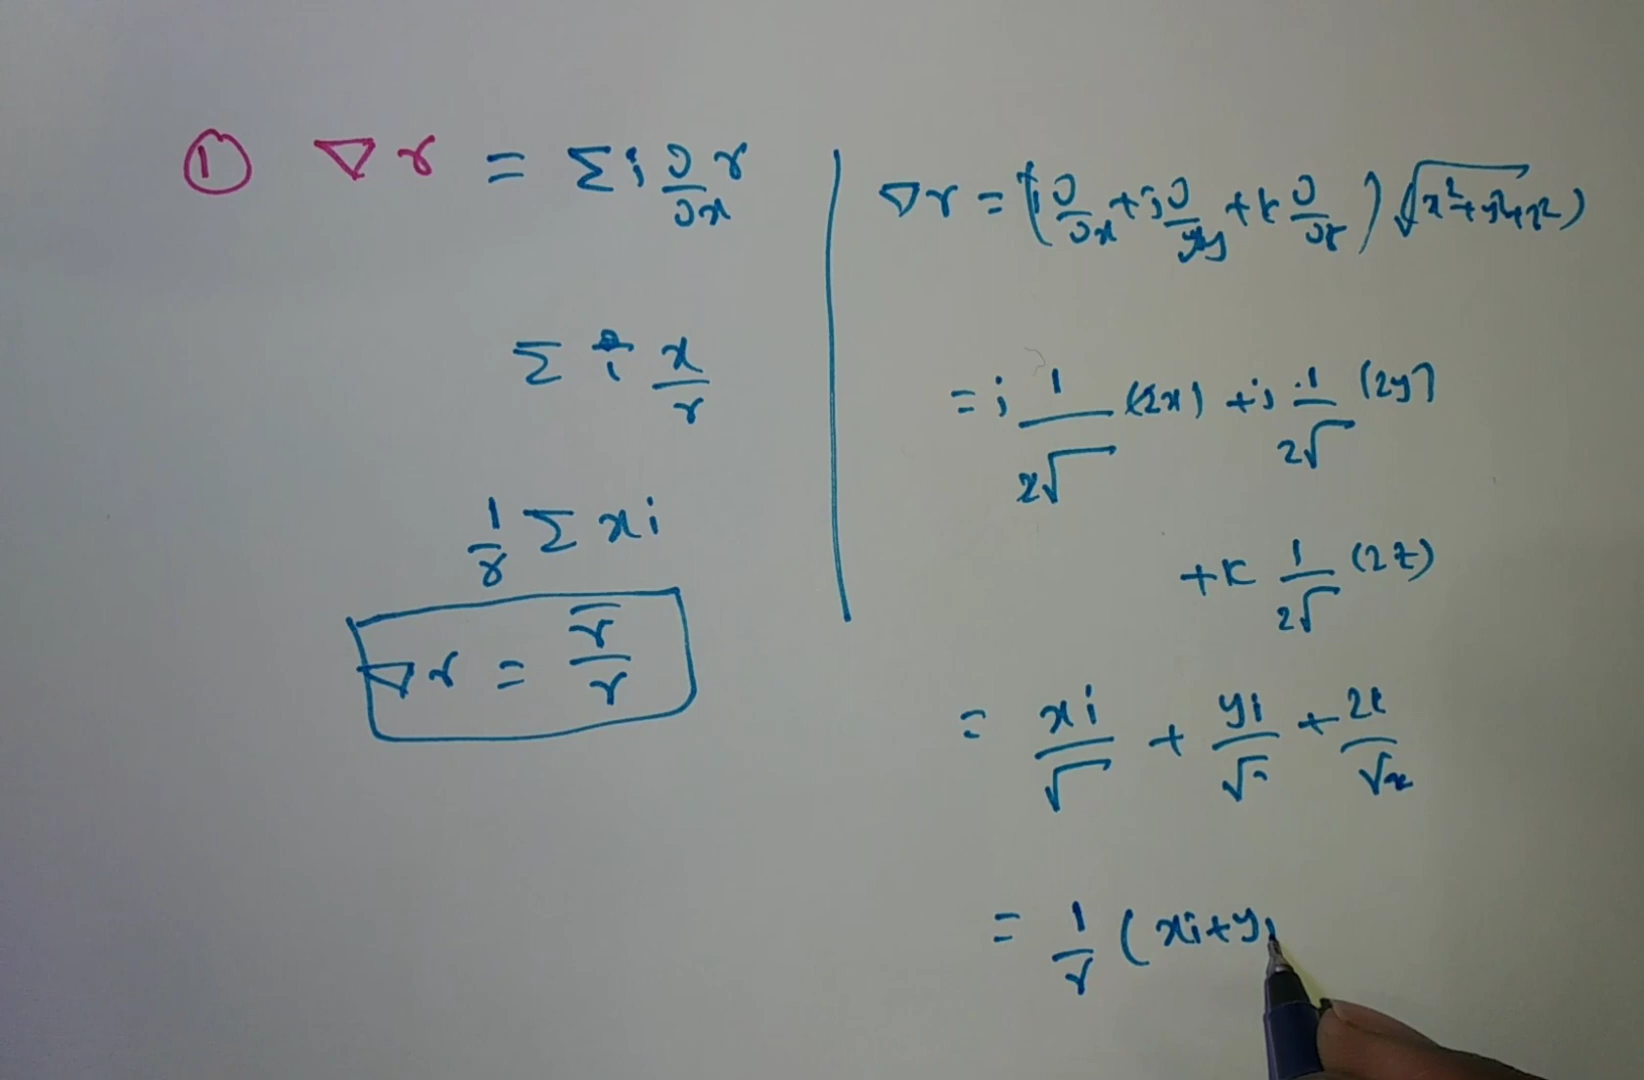 ① ∇r = Σ i ∂/∂x r
Σ i x/r
1/r Σ xi
∇r = r̄/r
∇r = (i ∂/∂x + j ∂/∂y + k ∂/∂z) √(x²+y²+z²)
= i 1/2√ (2x) + j 1/2√ (2y)
+ k 1/2√ (2z)
= xi/√ + yj/√ + zk/√
= 1/r (xi + yj